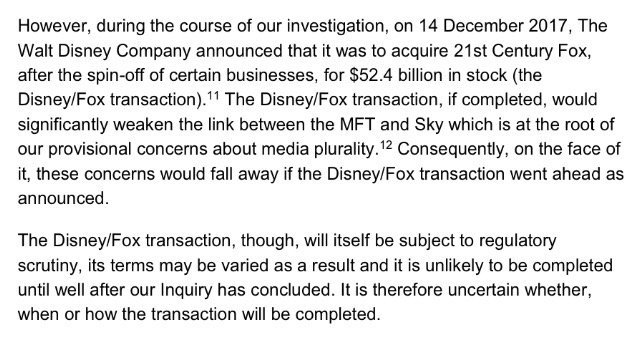 However, during the course of our investigation, on 14 December 2017, The
Walt Disney Company announced that it was to acquire 21st Century Fox,
after the spin-off of certain businesses, for $52.4 billion in stock (the
Disney/Fox transaction).¹¹ The Disney/Fox transaction, if completed, would
significantly weaken the link between the MFT and Sky which is at the root of
our provisional concerns about media plurality.¹² Consequently, on the face of
it, these concerns would fall away if the Disney/Fox transaction went ahead as
announced.
The Disney/Fox transaction, though, will itself be subject to regulatory
scrutiny, its terms may be varied as a result and it is unlikely to be completed
until well after our Inquiry has concluded. It is therefore uncertain whether,
when or how the transaction will be completed.